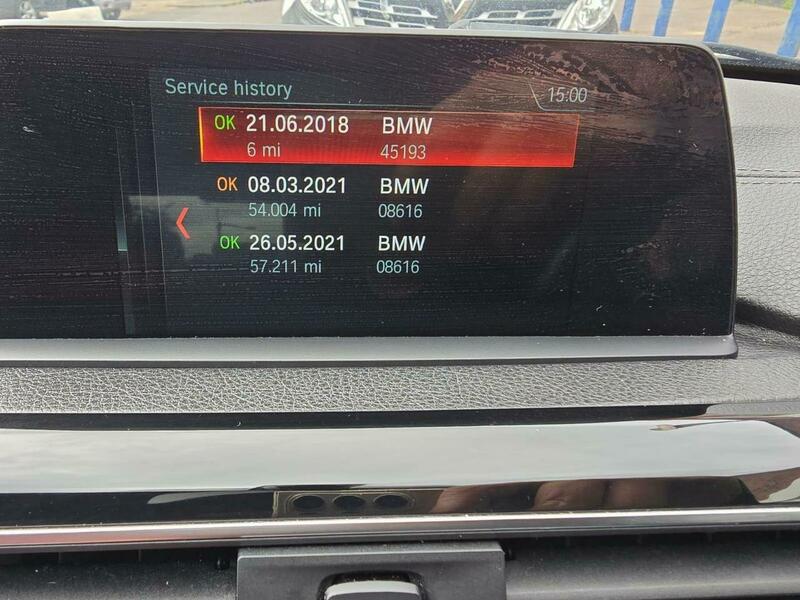 Service history
15:00
OK 21.06.2018 BMW
6 mi 45193
OK 08.03.2021 BMW
54.004 mi 08616
OK 26.05.2021 BMW
57.211 mi 08616